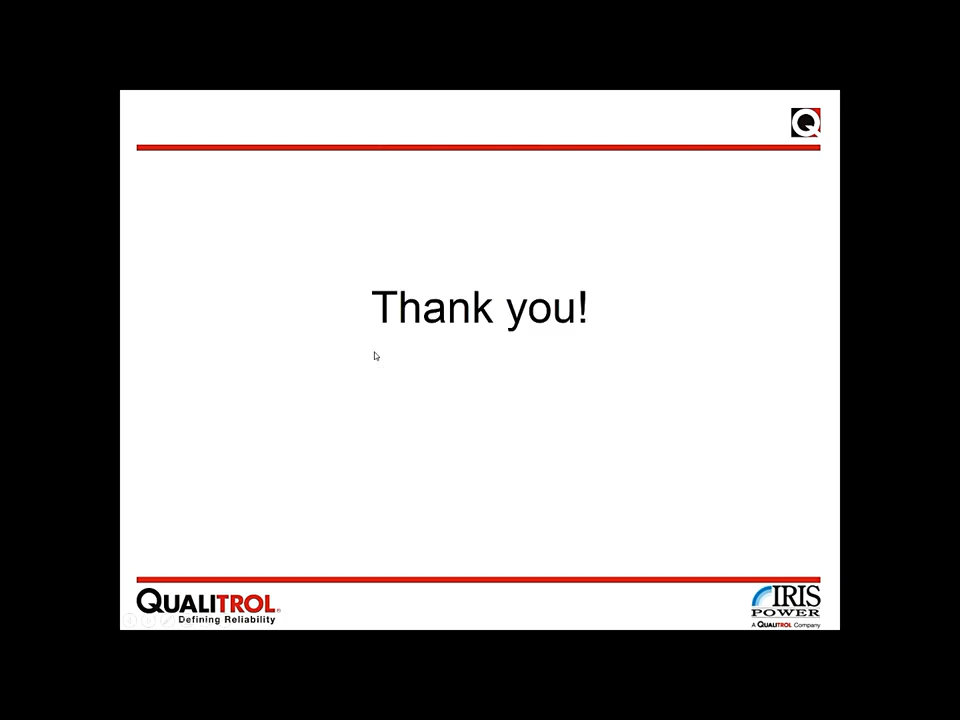 Q
Thank you!
QUALITROL®
Defining Reliability
IRIS
POWER
A QUALITROL Company